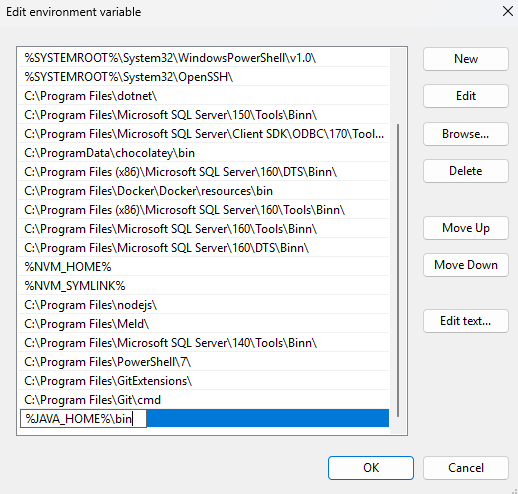 Edit environment variable
%SYSTEMROOT%\System32\WindowsPowerShell\v1.0\
%SYSTEMROOT%\System32\OpenSSH\
C:\Program Files\dotnet\
C:\Program Files\Microsoft SQL Server\150\Tools\Binn\
C:\Program Files\Microsoft SQL Server\Client SDK\ODBC\170\Tool...
C:\ProgramData\chocolatey\bin
C:\Program Files (x86)\Microsoft SQL Server\160\DTS\Binn\
C:\Program Files\Docker\Docker\resources\bin
C:\Program Files (x86)\Microsoft SQL Server\160\Tools\Binn\
C:\Program Files\Microsoft SQL Server\160\Tools\Binn\
C:\Program Files\Microsoft SQL Server\160\DTS\Binn\
%NVM_HOME%
%NVM_SYMLINK%
C:\Program Files\nodejs\
C:\Program Files\Meld\
C:\Program Files\Microsoft SQL Server\140\Tools\Binn\
C:\Program Files\PowerShell\7\
C:\Program Files\GitExtensions\
C:\Program Files\Git\cmd
%JAVA_HOME%\bin
New
Edit
Browse...
Delete
Move Up
Move Down
Edit text...
OK
Cancel